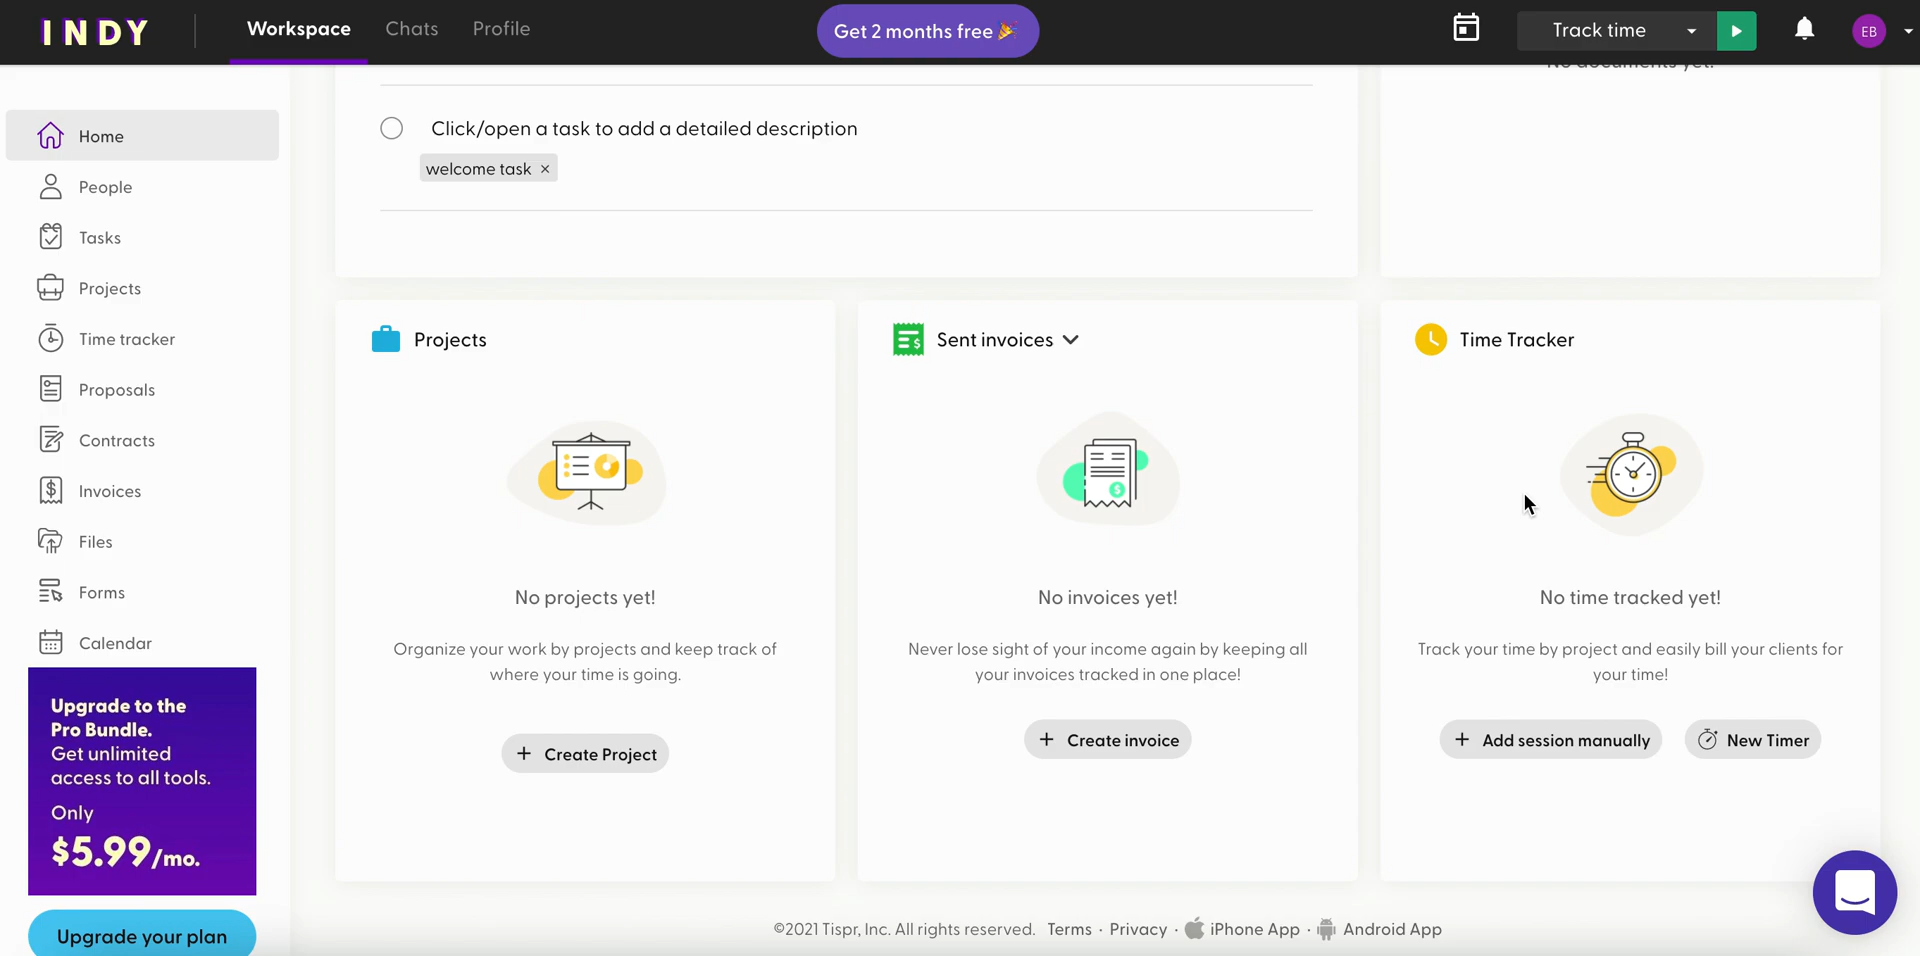 INDY
Workspace
Chats
Profile
Get 2 months free
Track time
EB
Home
People
Tasks
Projects
Time tracker
Proposals
Contracts
Invoices
Files
Forms
Calendar
Upgrade to the
Pro Bundle.
Get unlimited
access to all tools.
Only
$5.99/mo.
Upgrade your plan
No documents yet!
Click/open a task to add a detailed description
welcome task ×
Projects
No projects yet!
Organize your work by projects and keep track of
where your time is going.
+ Create Project
Sent invoices
No invoices yet!
Never lose sight of your income again by keeping all
your invoices tracked in one place!
+ Create invoice
Time Tracker
No time tracked yet!
Track your time by project and easily bill your clients for
your time!
+ Add session manually
New Timer
©2021 Tispr, Inc. All rights reserved. Terms · Privacy · iPhone App · Android App